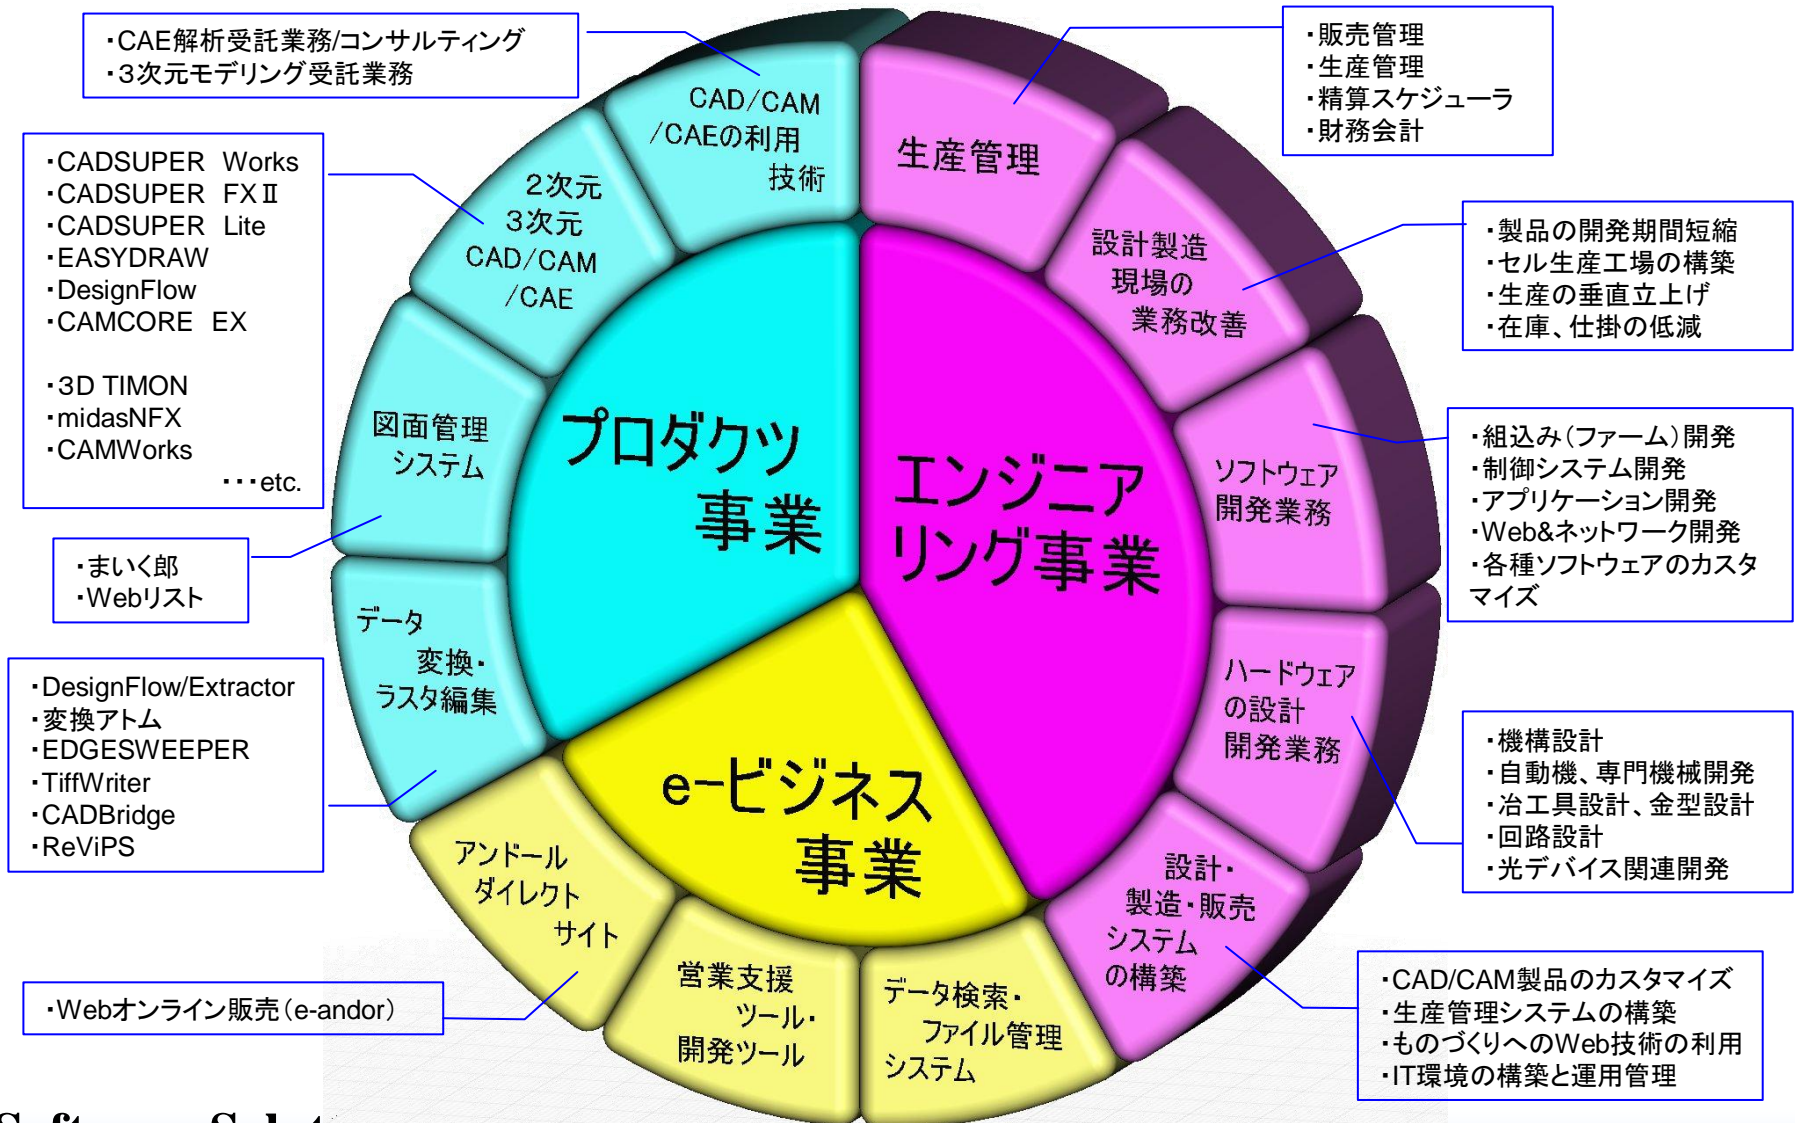 ・CAE解析受託業務/コンサルティング
・3次元モデリング受託業務
・CADSUPER Works
・CADSUPER FXⅡ
・CADSUPER Lite
・EASYDRAW
・DesignFlow
・CAMCORE EX
・3D TIMON
・midasNFX
・CAMWorks
・・・etc.
・まいく郎
・Webリスト
・DesignFlow/Extractor
・変換アトム
・EDGESWEEPER
・TiffWriter
・CADBridge
・ReViPS
・Webオンライン販売（e-andor）
CAD/CAM
/CAEの利用
技術
2次元
3次元
CAD/CAM
/CAE
図面管理
システム
データ
変換・
ラスタ編集
プロダクツ
事業
エンジニア
リング事業
e-ビジネス
事業
アンドール
ダイレクト
サイト
営業支援
ツール・
開発ツール
データ検索・
ファイル管理
システム
生産管理
設計製造
現場の
業務改善
ソフトウェア
開発業務
ハードウェア
の設計
開発業務
設計・
製造・販売
システム
の構築
・販売管理
・生産管理
・精算スケジューラ
・財務会計
・製品の開発期間短縮
・セル生産工場の構築
・生産の垂直立上げ
・在庫、仕掛の低減
・組込み（ファーム）開発
・制御システム開発
・アプリケーション開発
・Web&ネットワーク開発
・各種ソフトウェアのカスタ
マイズ
・機構設計
・自動機、専門機械開発
・冶工具設計、金型設計
・回路設計
・光デバイス関連開発
・CAD/CAM製品のカスタマイズ
・生産管理システムの構築
・ものづくりへのWeb技術の利用
・IT環境の構築と運用管理